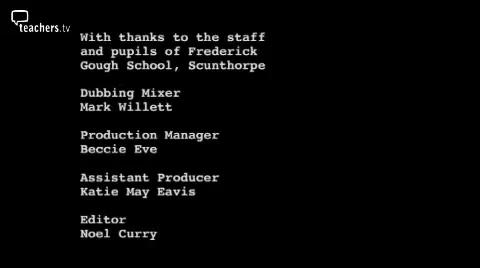 teachers.tv
With thanks to the staff
and pupils of Frederick
Gough School, Scunthorpe
Dubbing Mixer
Mark Willett
Production Manager
Beccie Eve
Assistant Producer
Katie May Eavis
Editor
Noel Curry